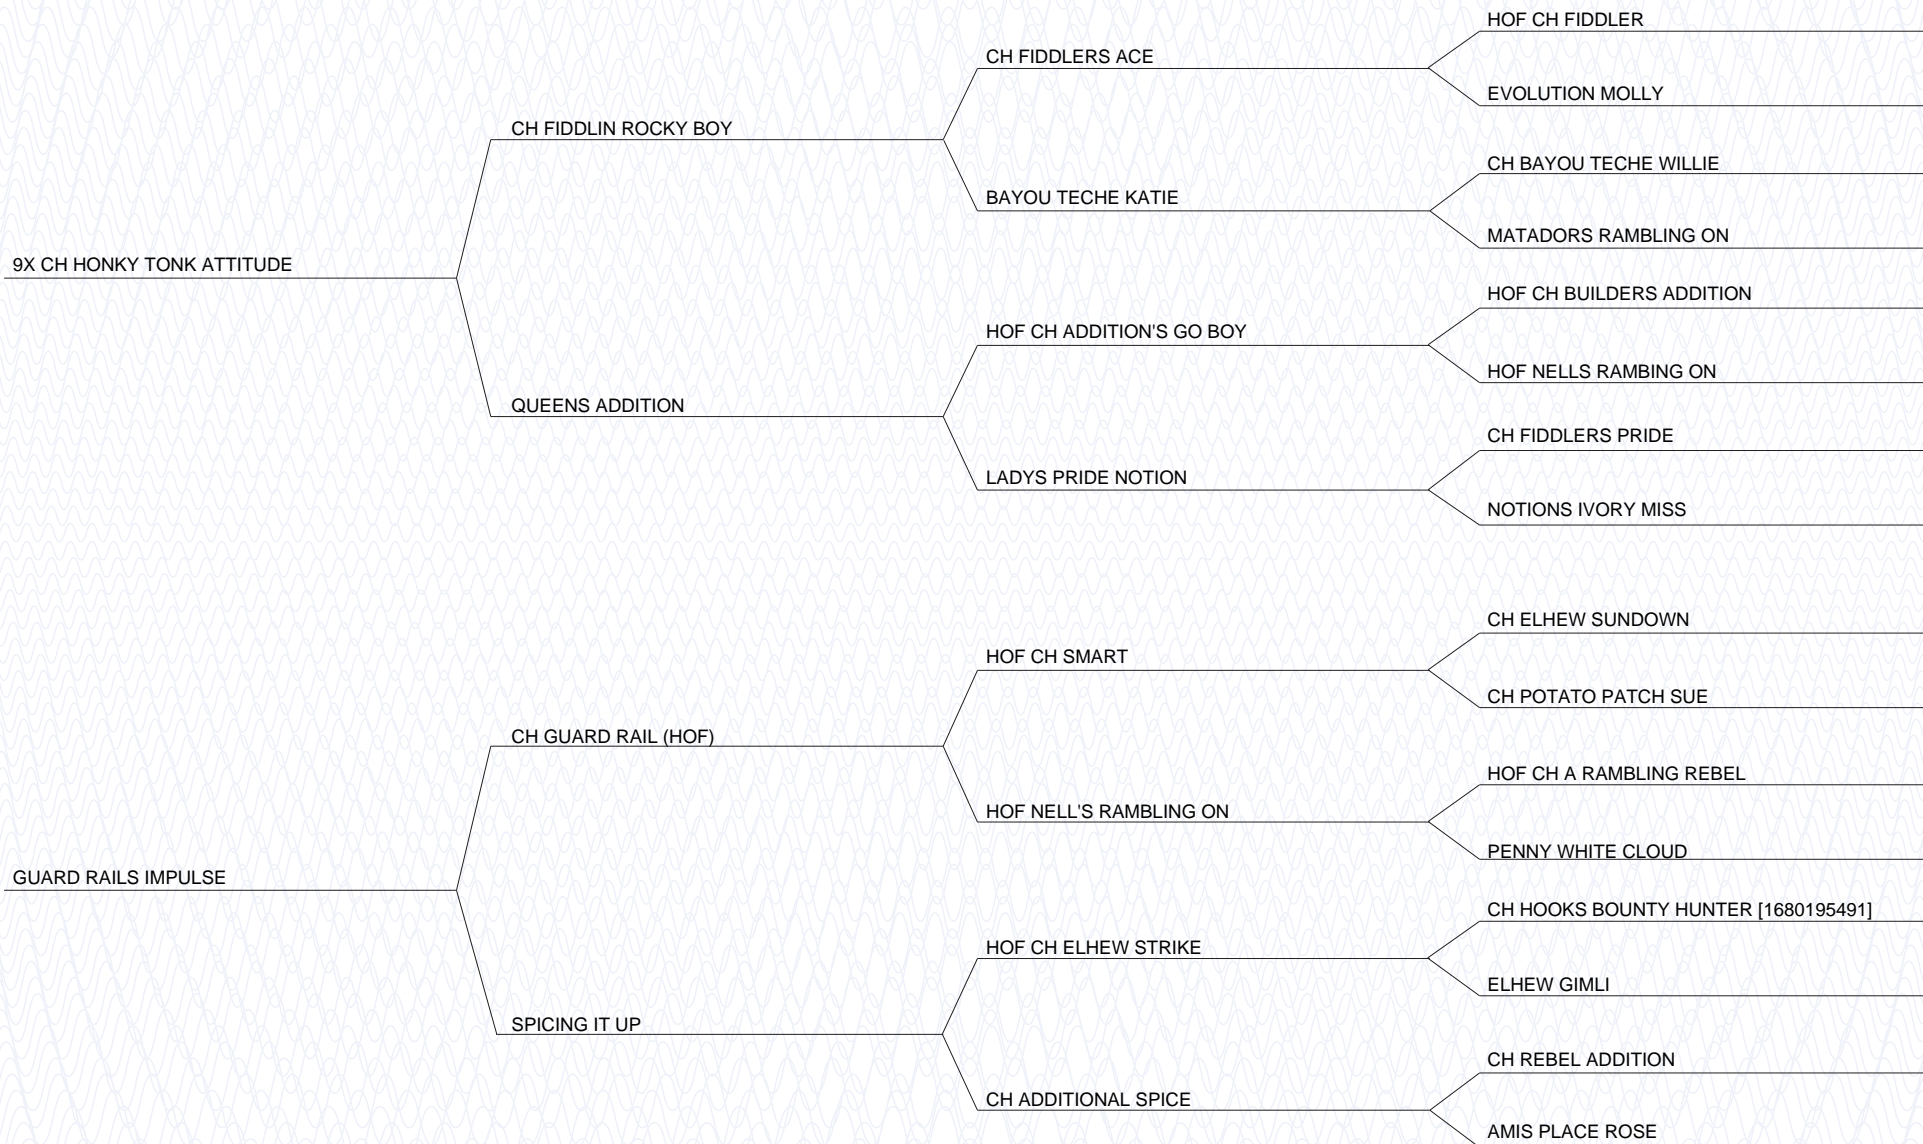 HOF CH FIDDLER
CH FIDDLERS ACE
EVOLUTION MOLLY
CH FIDDLIN ROCKY BOY
CH BAYOU TECHE WILLIE
BAYOU TECHE KATIE
MATADORS RAMBLING ON
9X CH HONKY TONK ATTITUDE
HOF CH BUILDERS ADDITION
HOF CH ADDITION'S GO BOY
HOF NELLS RAMBING ON
QUEENS ADDITION
CH FIDDLERS PRIDE
LADYS PRIDE NOTION
NOTIONS IVORY MISS
CH ELHEW SUNDOWN
HOF CH SMART
CH POTATO PATCH SUE
CH GUARD RAIL (HOF)
HOF CH A RAMBLING REBEL
HOF NELL'S RAMBLING ON
PENNY WHITE CLOUD
GUARD RAILS IMPULSE
CH HOOKS BOUNTY HUNTER [1680195491]
HOF CH ELHEW STRIKE
ELHEW GIMLI
SPICING IT UP
CH REBEL ADDITION
CH ADDITIONAL SPICE
AMIS PLACE ROSE